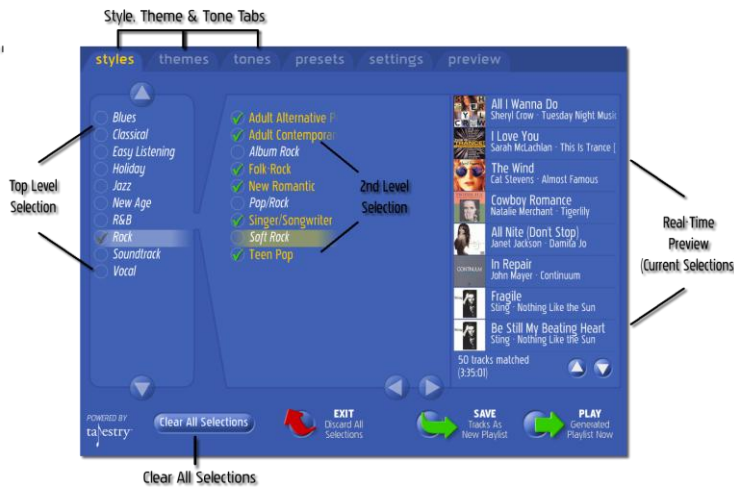 Style, Theme & Tone Tabs
styles themes tones presets settings preview
Blues
Classical
Easy Listening
Holiday
Jazz
New Age
R&B
Rock
Soundtrack
Vocal
Adult Alternative P
Adult Contemporar
Album Rock
Folk-Rock
New Romantic
Pop/Rock
Singer/Songwriter
Soft Rock
Teen Pop
Top Level
Selection
2nd Level
Selection
All I Wanna Do
Sheryl Crow · Tuesday Night Music
I Love You
Sarah McLachlan · This Is Trance [
The Wind
Cat Stevens · Almost Famous
Cowboy Romance
Natalie Merchant · Tigerlily
All Nite (Don't Stop)
Janet Jackson · Damita Jo
CONTINUUM
In Repair
John Mayer · Continuum
Fragile
Sting · Nothing Like the Sun
Be Still My Beating Heart
Sting · Nothing Like the Sun
50 tracks matched
(3:35:01)
Real-Time
Preview
(Current Selections
POWERED BY
tapestry
Clear All Selections
EXIT
Discard All
Selections
SAVE
Tracks As
New Playlist
PLAY
Generated
Playlist Now
Clear All Selections